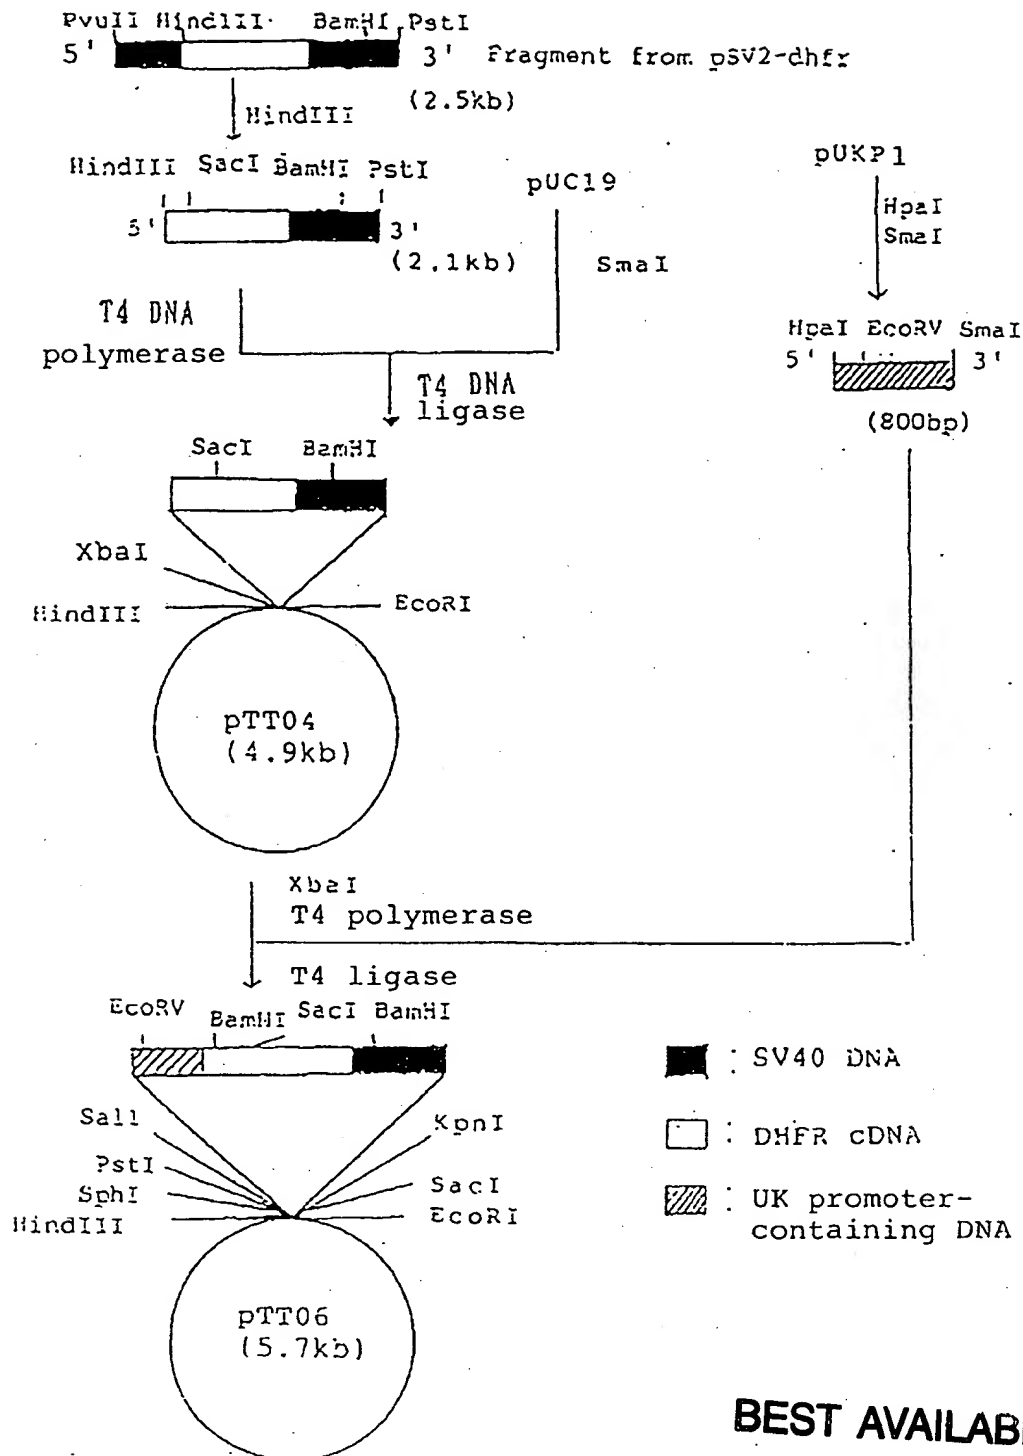 PvuII HindIII BamHI PstI
5' 3' Fragment from pSV2-dhfr
(2.5kb)
HindIII
HindIII SacI BamHI PstI
5' 3'
(2.1kb)
pUC19
SmaI
pUKP1
HpaI
SmaI
HpaI EcoRV SmaI
5' 3'
(800bp)
T4 DNA
polymerase
T4 DNA
ligase
SacI BamHI
XbaI
HindIII
EcoRI
pTT04
(4.9kb)
XbaI
T4 polymerase
T4 ligase
EcoRV BamHI SacI BamHI
SalI
PstI
SphI
HindIII
KpnI
SacI
EcoRI
pTT06
(5.7kb)
: SV40 DNA
: DHFR cDNA
: UK promoter-
containing DNA
BEST AVAILAB